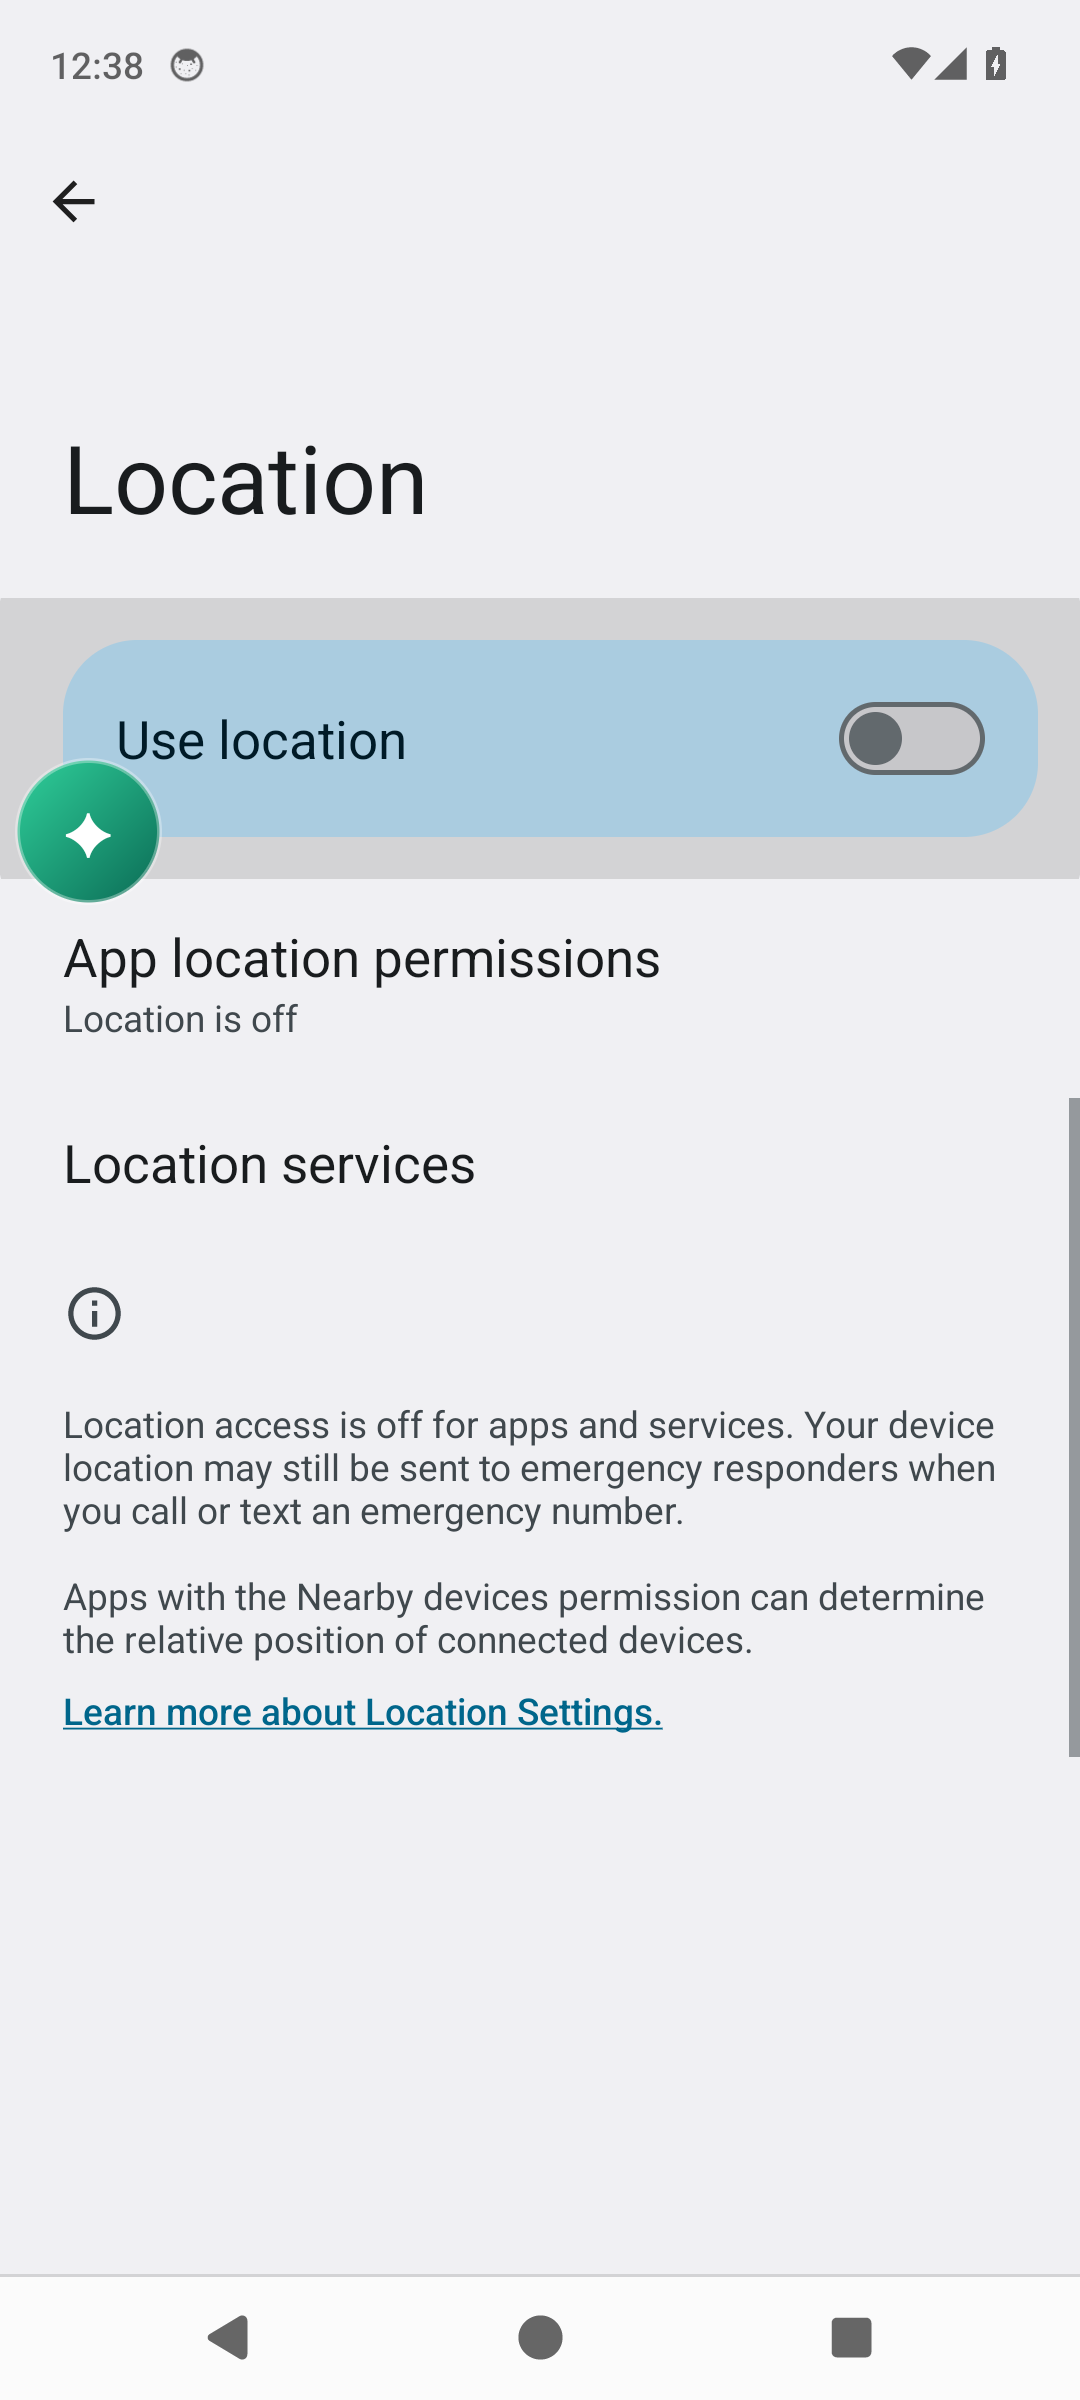 12:38
Location
Use location
App location permissions
Location is off
Location services
Location access is off for apps and services. Your device
location may still be sent to emergency responders when
you call or text an emergency number.
Apps with the Nearby devices permission can determine
the relative position of connected devices.
Learn more about Location Settings.